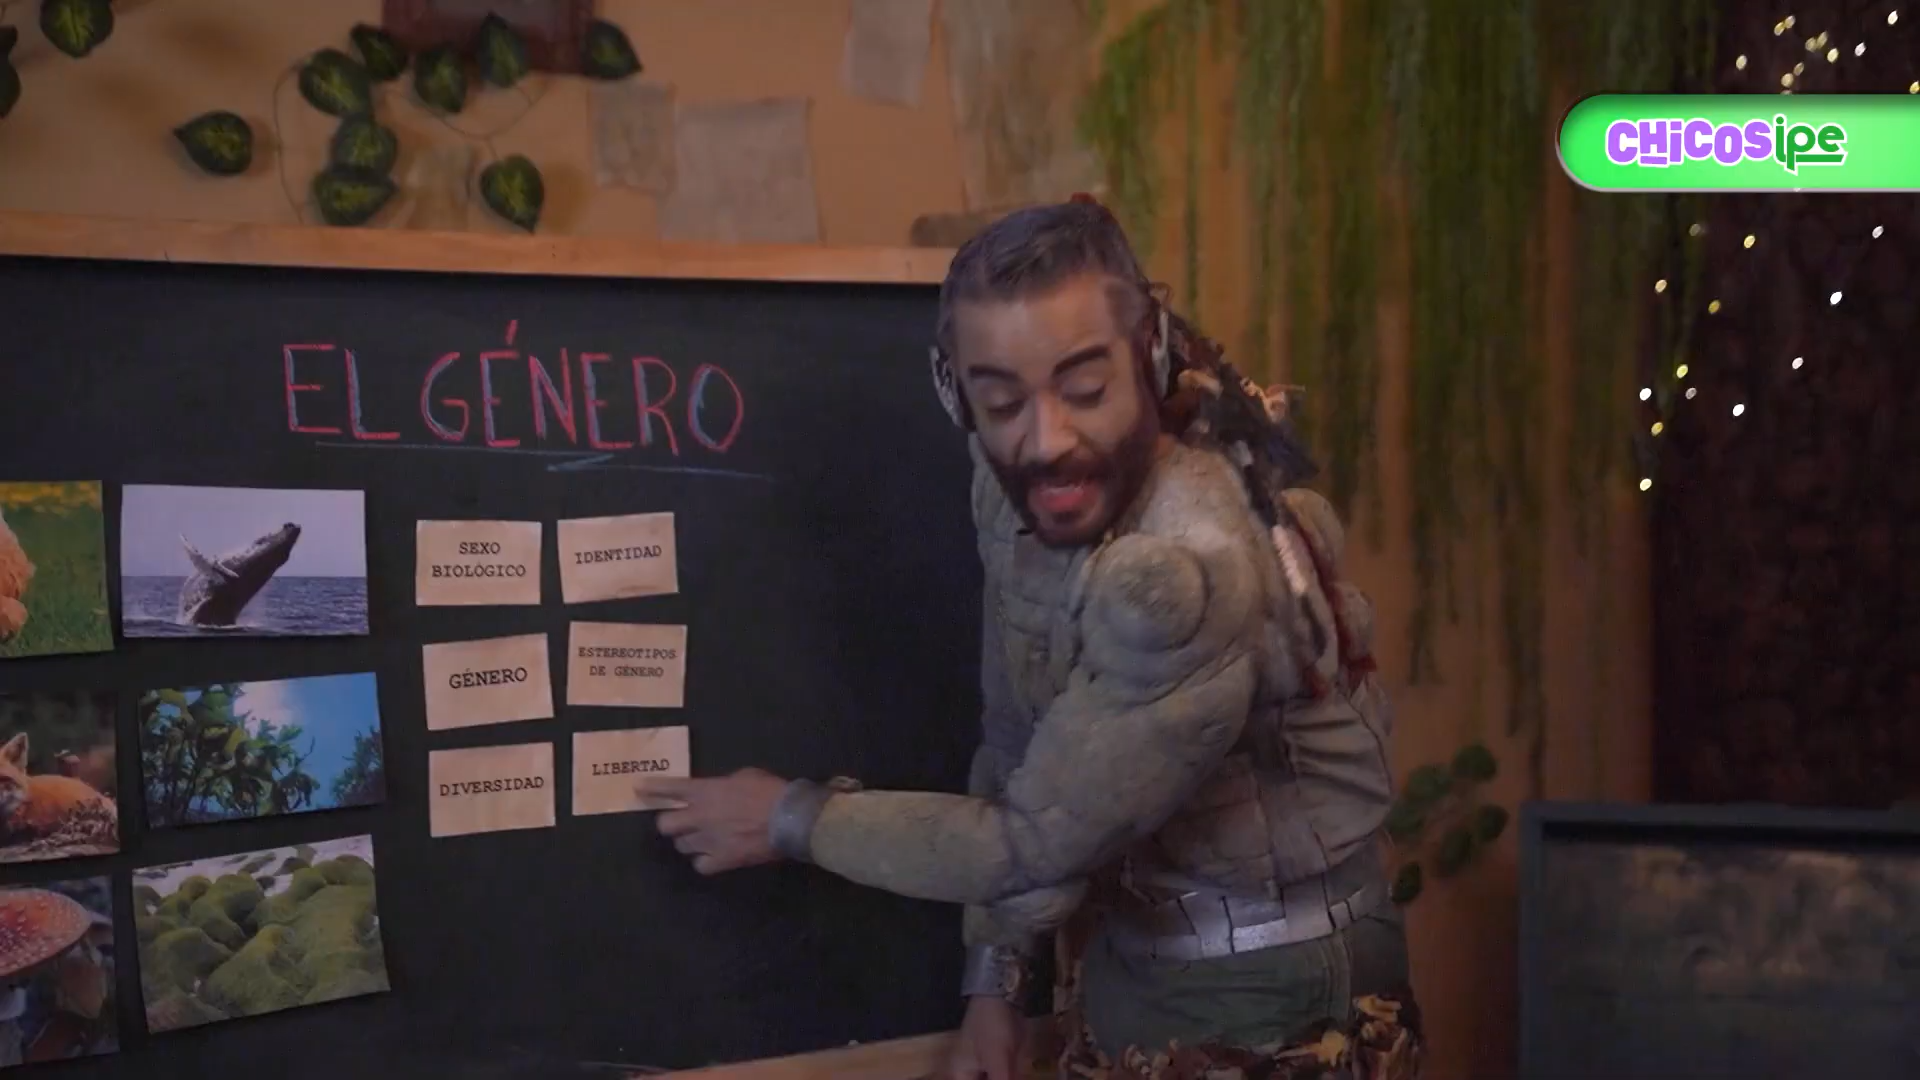 CHICOSipe
EL GÉNERO
SEXO
BIOLÓGICO
IDENTIDAD
GÉNERO
ESTEREOTIPOS
DE GÉNERO
DIVERSIDAD
LIBERTAD